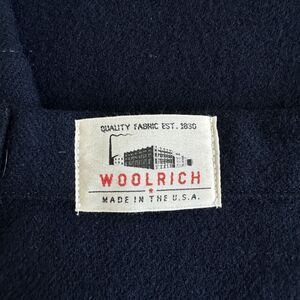 QUALITY FABRIC EST. 1830
WOOLRICH
MADE IN THE U.S.A.